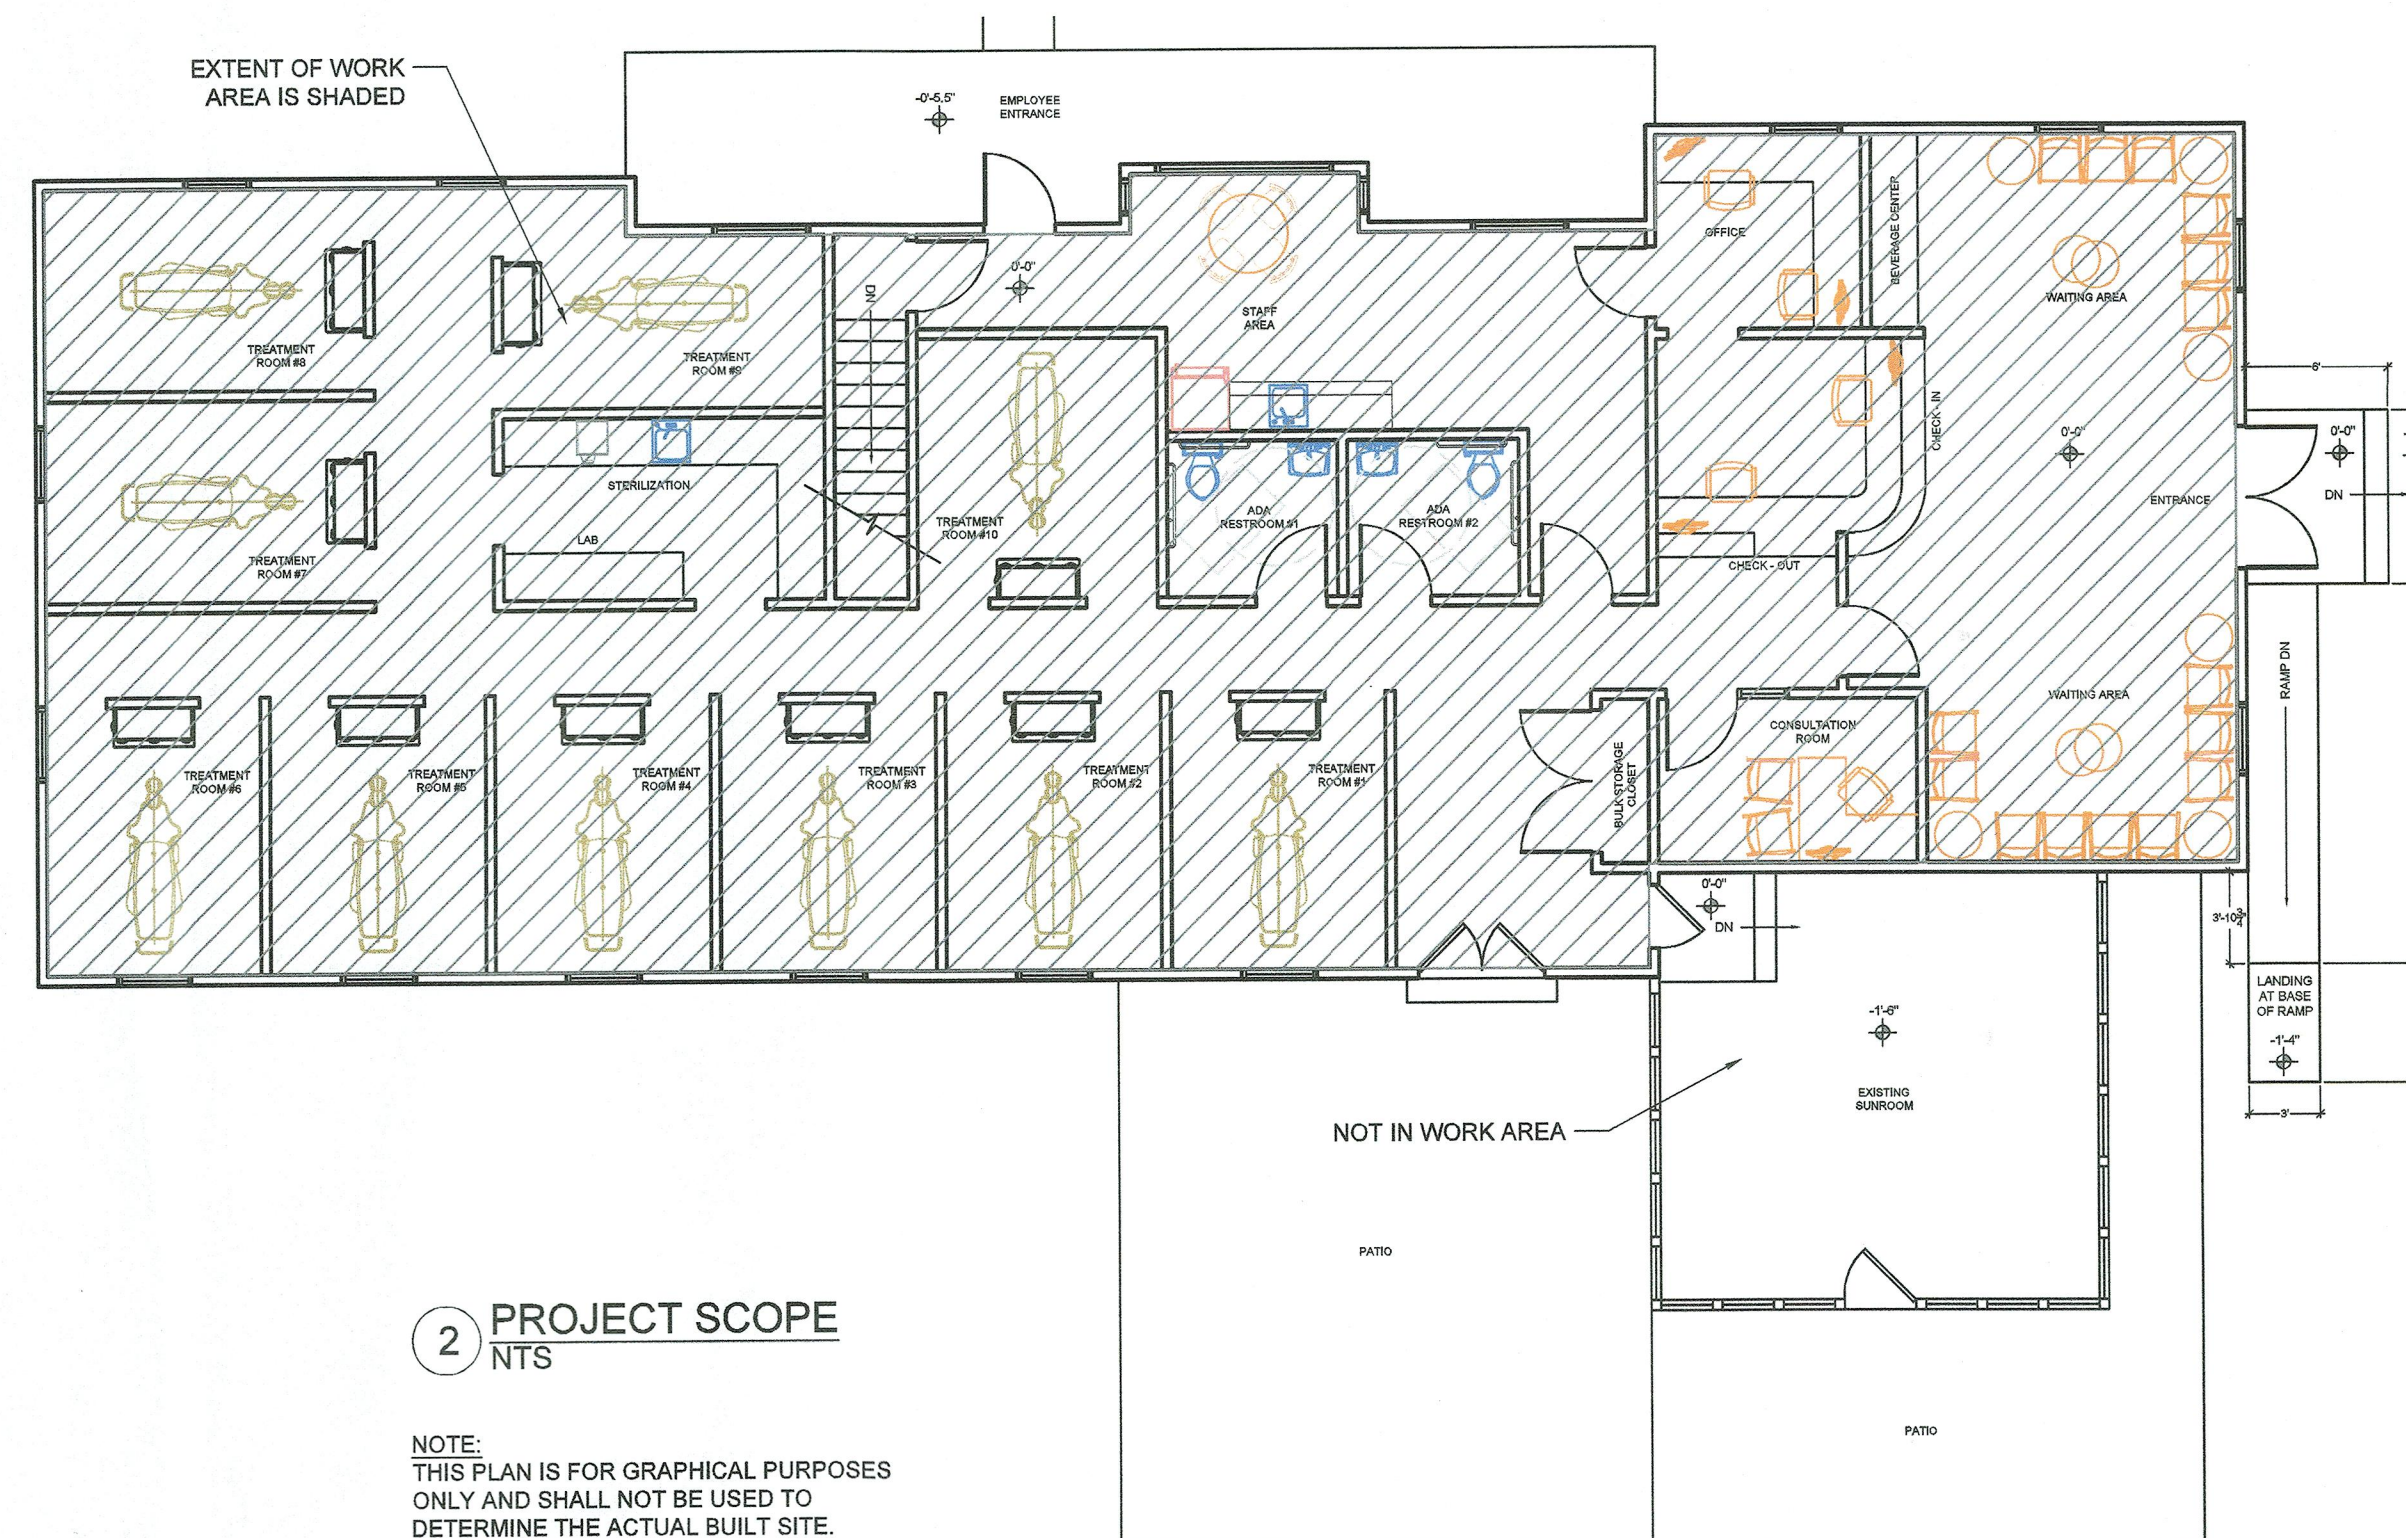 EXTENT OF WORK
AREA IS SHADED
-0'-5.5"
EMPLOYEE
ENTRANCE
OFFICE
BEVERAGE CENTER
WAITING AREA
DN
0'-0"
STAFF
AREA
TREATMENT
ROOM #8
TREATMENT
ROOM #9
6'
CHECK - IN
0'-0"
0'-0"
DN
ENTRANCE
STERILIZATION
LAB
TREATMENT
ROOM #10
ADA
RESTROOM #1
ADA
RESTROOM #2
CHECK - OUT
TREATMENT
ROOM #7
RAMP DN
WAITING AREA
CONSULTATION
ROOM
BULK STORAGE
CLOSET
TREATMENT
ROOM #6
TREATMENT
ROOM #5
TREATMENT
ROOM #4
TREATMENT
ROOM #3
TREATMENT
ROOM #2
TREATMENT
ROOM #1
0'-0"
DN
3'-10 3/4"
LANDING
AT BASE
OF RAMP
-1'-4"
-1'-6"
EXISTING
SUNROOM
3'
NOT IN WORK AREA
PATIO
PATIO
2
PROJECT SCOPE
NTS
NOTE:
THIS PLAN IS FOR GRAPHICAL PURPOSES
ONLY AND SHALL NOT BE USED TO
DETERMINE THE ACTUAL BUILT SITE.